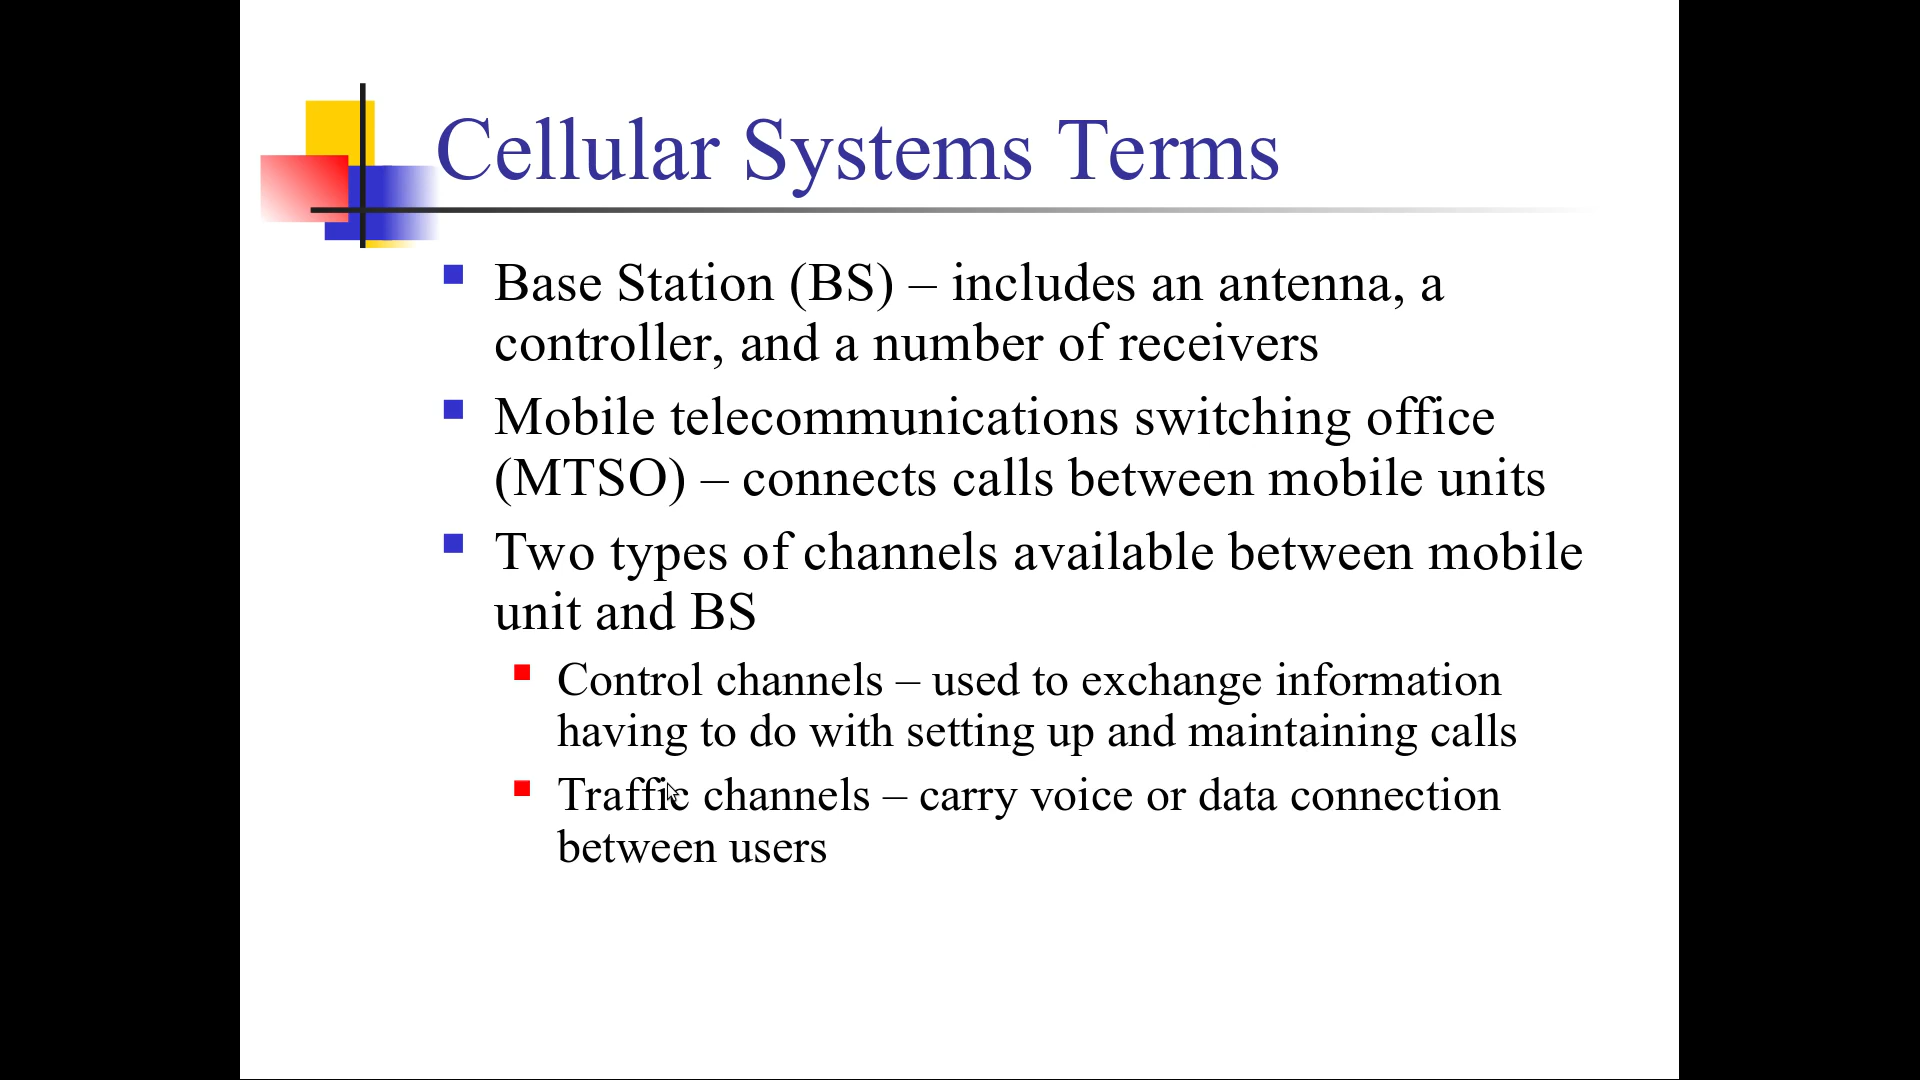 Cellular Systems Terms
Base Station (BS) – includes an antenna, a
controller, and a number of receivers
Mobile telecommunications switching office
(MTSO) – connects calls between mobile units
Two types of channels available between mobile
unit and BS
Control channels – used to exchange information
having to do with setting up and maintaining calls
Traffic channels – carry voice or data connection
between users